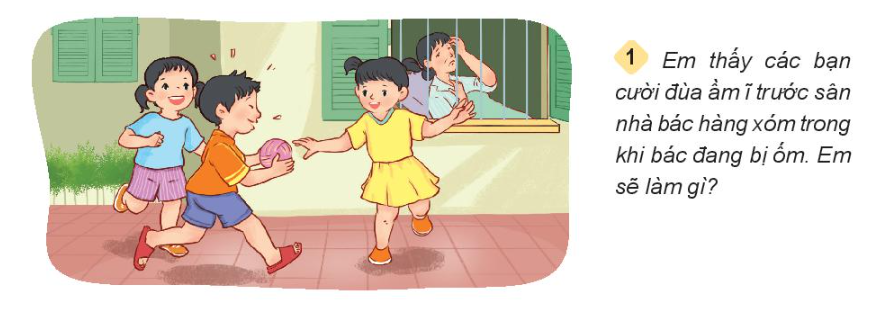 1 Em thấy các bạn
cười đùa ầm ĩ trước sân
nhà bác hàng xóm trong
khi bác đang bị ốm. Em
sẽ làm gì?